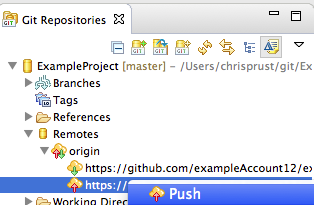 Git Repositories
ExampleProject [master] – /Users/chrisprust/git/Ex
Branches
Tags
References
Remotes
origin
https://github.com/exampleAccount12/ex
https:/
Push
Working Direc